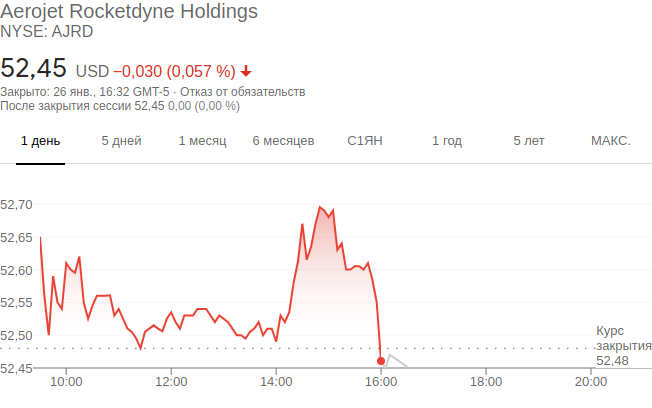 Aerojet Rocketdyne Holdings
NYSE: AJRD
52,45 USD −0,030 (0,057 %)
Закрыто: 26 янв., 16:32 GMT-5 · Отказ от обязательств
После закрытия сессии 52,45 0,00 (0,00 %)
1 день 5 дней 1 месяц 6 месяцев С1ЯН 1 год 5 лет МАКС.
52,70
52,65
52,60
52,55
52,50
52,45
Курс
закрытия
52,48
10:00 12:00 14:00 16:00 18:00 20:00